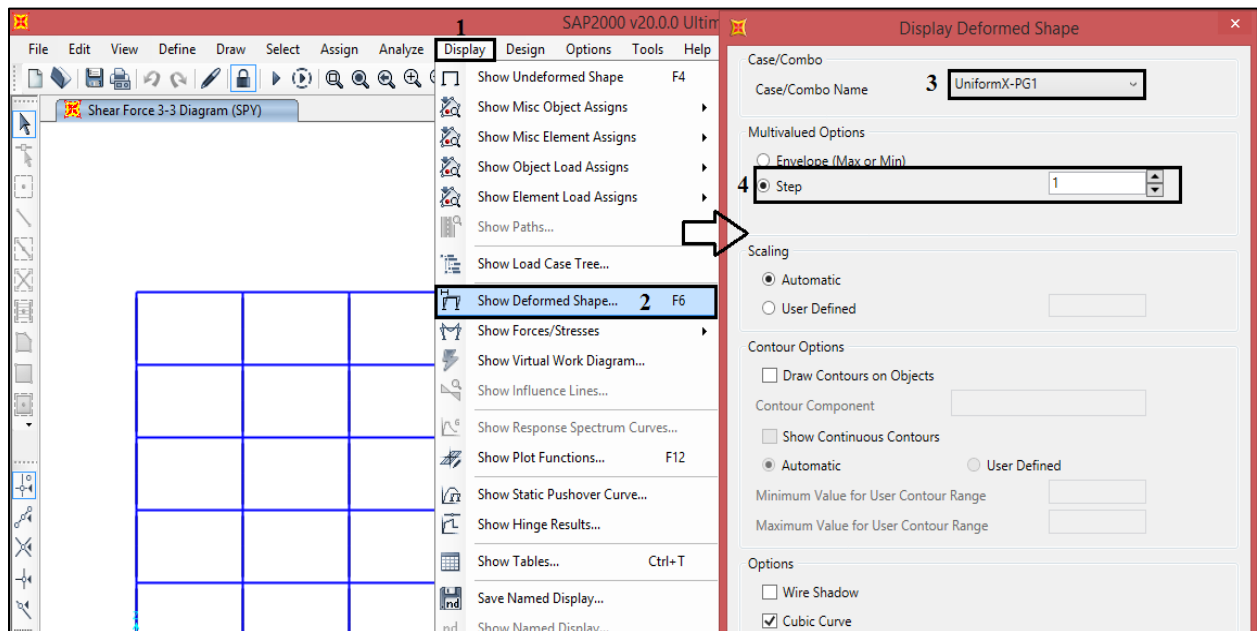 1
SAP2000 v20.0.0 Ultim
File Edit View Define Draw Select Assign Analyze Display Design Options Tools Help
Shear Force 3-3 Diagram (SPY)
Show Undeformed Shape F4
Show Misc Object Assigns
Show Misc Element Assigns
Show Object Load Assigns
Show Element Load Assigns
Show Paths...
Show Load Case Tree...
Show Deformed Shape... 2 F6
Show Forces/Stresses
Show Virtual Work Diagram...
Show Influence Lines...
Show Response Spectrum Curves...
Show Plot Functions... F12
Show Static Pushover Curve...
Show Hinge Results...
Show Tables... Ctrl+T
Save Named Display...
nd Show Named Display...
Display Deformed Shape
Case/Combo
Case/Combo Name 3 UniformX-PG1
Multivalued Options
Envelope (Max or Min)
4 Step 1
Scaling
Automatic
User Defined
Contour Options
Draw Contours on Objects
Contour Component
Show Continuous Contours
Automatic User Defined
Minimum Value for User Contour Range
Maximum Value for User Contour Range
Options
Wire Shadow
Cubic Curve